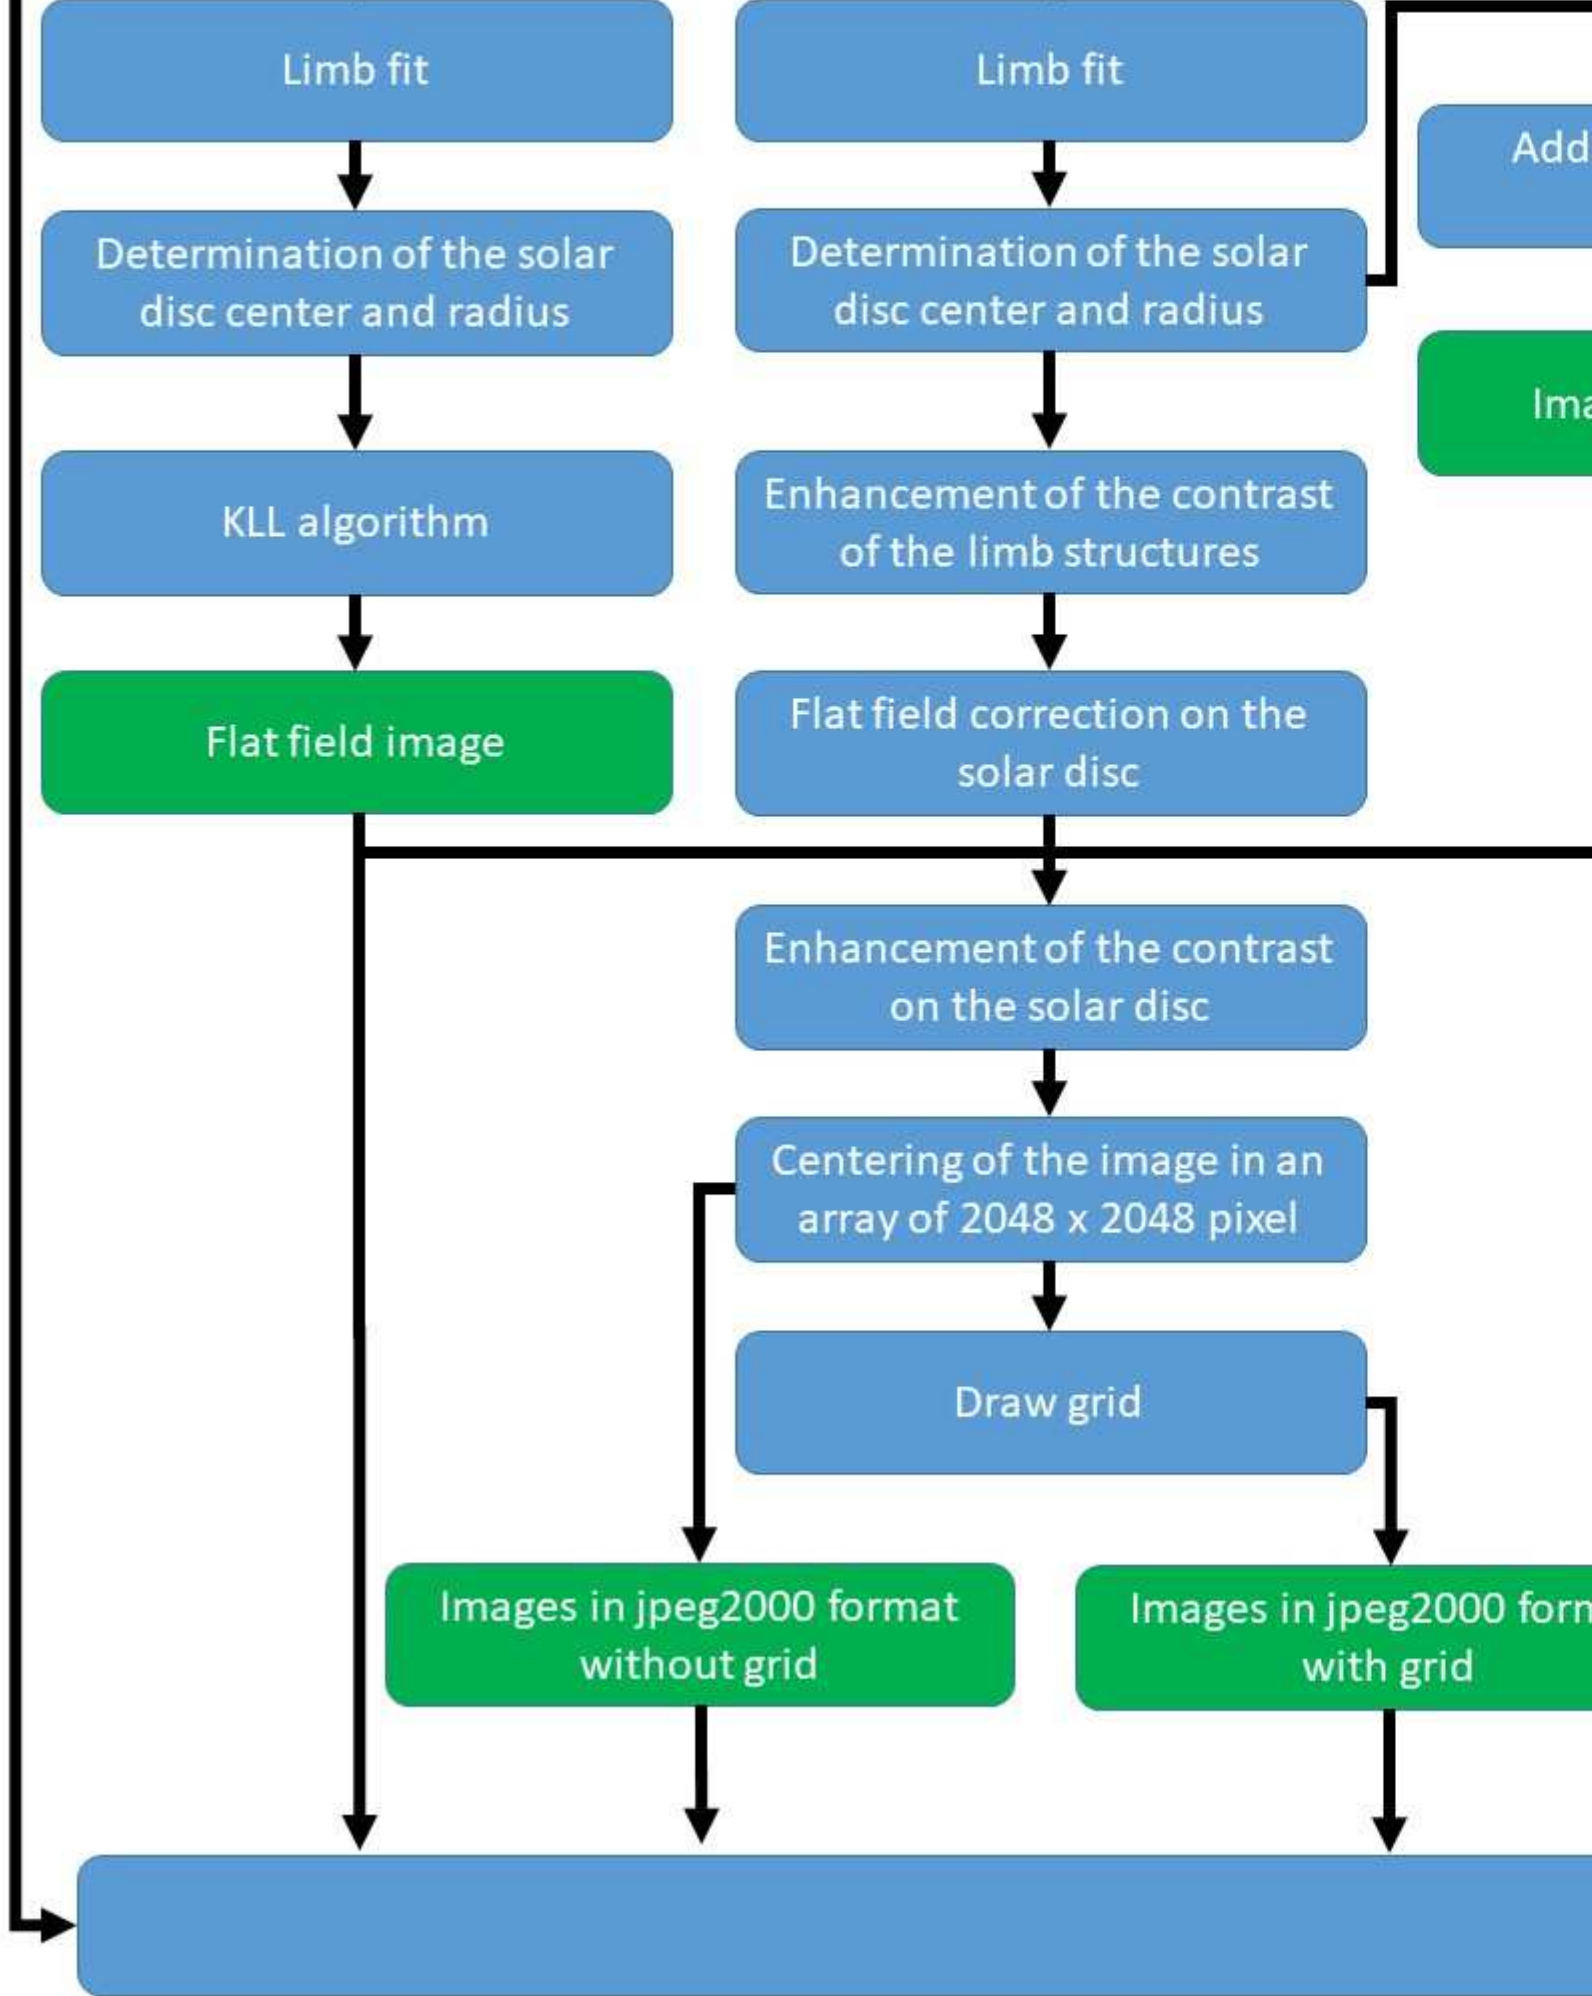 Limb fit
Determination of the solar
disc center and radius
KLL algorithm
Flat field image
Limb fit
Determination of the solar
disc center and radius
Enhancement of the contrast
of the limb structures
Flat field correction on the
solar disc
Enhancement of the contrast
on the solar disc
Centering of the image in an
array of 2048 x 2048 pixel
Draw grid
Images in jpeg2000 format
without grid
Images in jpeg2000
with grid
Add